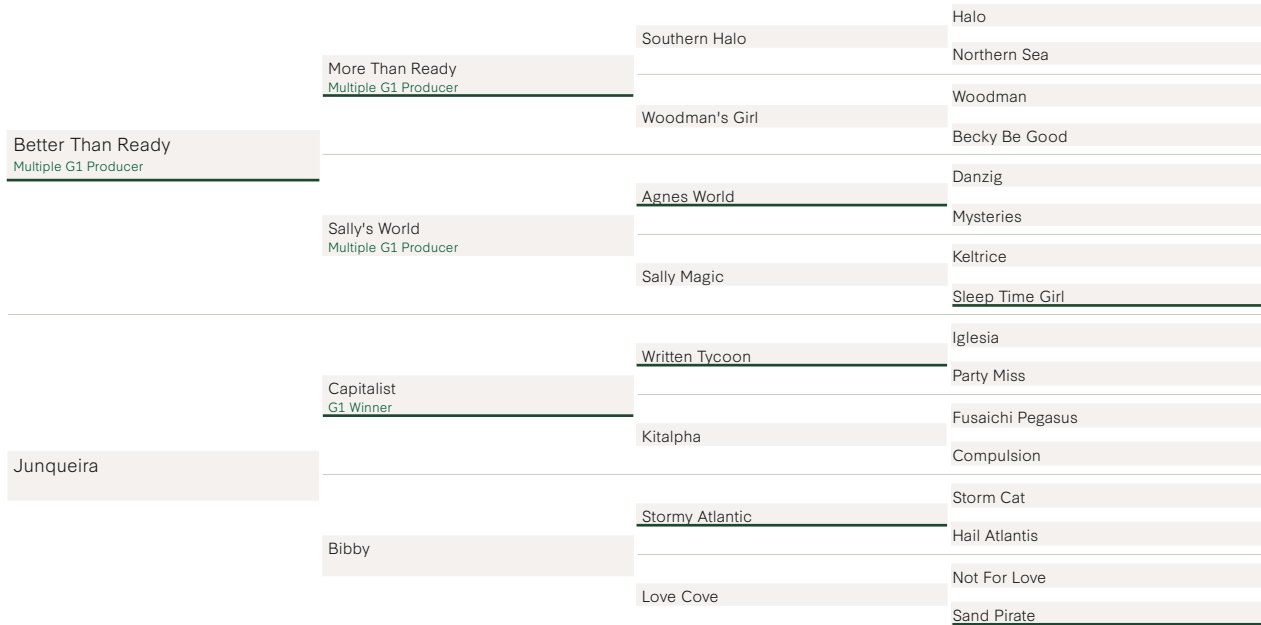 Better Than Ready
Multiple G1 Producer
Junqueira
More Than Ready
Multiple G1 Producer
Sally's World
Multiple G1 Producer
Capitalist
G1 Winner
Bibby
Southern Halo
Woodman's Girl
Agnes World
Sally Magic
Written Tycoon
Kitalpha
Stormy Atlantic
Love Cove
Halo
Northern Sea
Woodman
Becky Be Good
Danzig
Mysteries
Keltrice
Sleep Time Girl
Iglesia
Party Miss
Fusaichi Pegasus
Compulsion
Storm Cat
Hail Atlantis
Not For Love
Sand Pirate